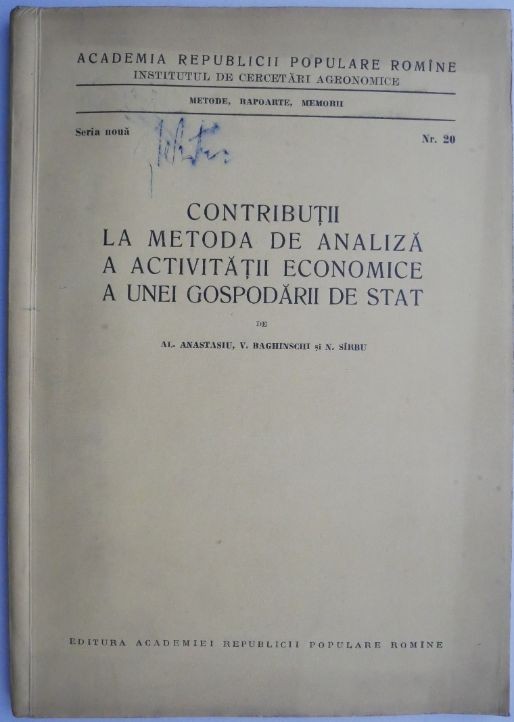 ACADEMIA REPUBLICII POPULARE ROMÎNE
INSTITUTUL DE CERCETĂRI AGRONOMICE
METODE, RAPOARTE, MEMORII
Seria nouă
Nr. 20
CONTRIBUȚII
LA METODA DE ANALIZĂ
A ACTIVITĂȚII ECONOMICE
A UNEI GOSPODĂRII DE STAT
DE
AL. ANASTASIU, V. BAGHINSCHI și N. SÎRBU
EDITURA ACADEMIEI REPUBLICII POPULARE ROMÎNE